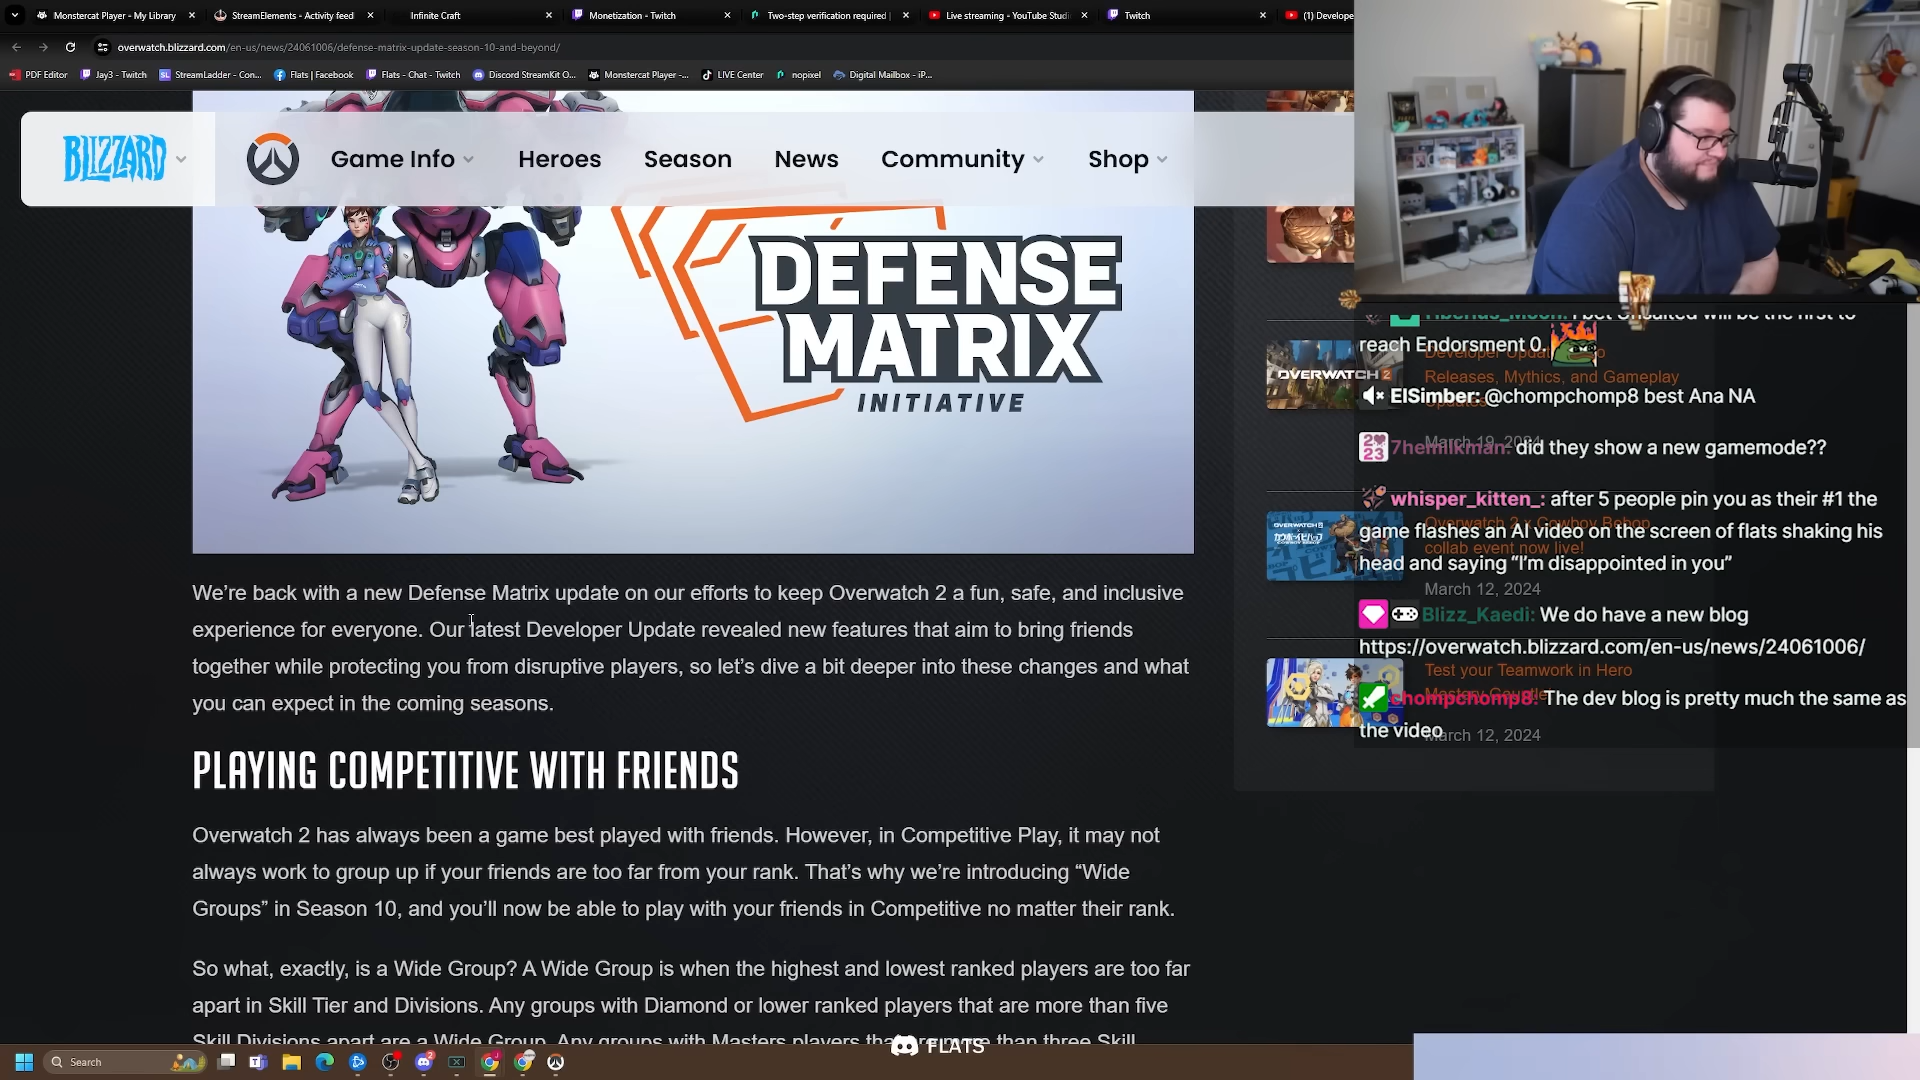 Monstercat Player - My Library
StreamElements - Activity feed
Infinite Craft
Monetization - Twitch
Two-step verification required |
Live streaming - YouTube Studi
Twitch
(1) Develope
overwatch.blizzard.com/en-us/news/24061006/defense-matrix-update-season-10-and-beyond/
PDF Editor
Jay3 - Twitch
StreamLadder - Con...
Flats | Facebook
Flats - Chat - Twitch
Discord StreamKit O...
Monstercat Player -...
LIVE Center
nopixel
Digital Mailbox - iP...
BLIZZARD
Game Info
Heroes
Season
News
Community
Shop
DEFENSE
MATRIX
INITIATIVE
We're back with a new Defense Matrix update on our efforts to keep Overwatch 2 a fun, safe, and inclusive
experience for everyone. Our latest Developer Update revealed new features that aim to bring friends
together while protecting you from disruptive players, so let's dive a bit deeper into these changes and what
you can expect in the coming seasons.
PLAYING COMPETITIVE WITH FRIENDS
Overwatch 2 has always been a game best played with friends. However, in Competitive Play, it may not
always work to group up if your friends are too far from your rank. That's why we're introducing “Wide
Groups” in Season 10, and you'll now be able to play with your friends in Competitive no matter their rank.
So what, exactly, is a Wide Group? A Wide Group is when the highest and lowest ranked players are too far
apart in Skill Tier and Divisions. Any groups with Diamond or lower ranked players that are more than five
Skill Divisions apart are a Wide Group. Any groups with Masters players that are more than three Skill
Tiberius_Moon: I bet Unsalted will be the first to
reach Endorsment 0.
OVERWATCH 2
Releases, Mythics, and Gameplay
ElSimber: @chompchomp8 best Ana NA
March 19, 2024
7hemilkman: did they show a new gamemode??
whisper_kitten_: after 5 people pin you as their #1 the
Overwatch 2 x Cowboy Bebop
game flashes an AI video on the screen of flats shaking his
collab event now live!
head and saying “I'm disappointed in you”
March 12, 2024
Blizz_Kaedi: We do have a new blog
https://overwatch.blizzard.com/en-us/news/24061006/
Test your Teamwork in Hero
chompchomp8: The dev blog is pretty much the same as
the video
March 12, 2024
Search
FLATS